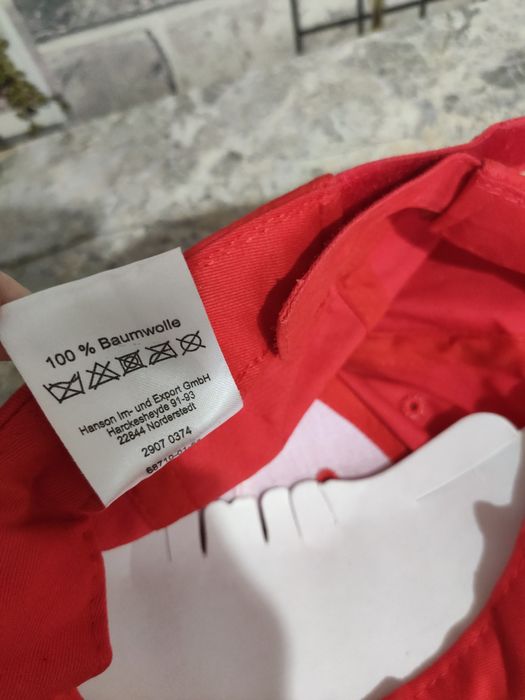 100 % Baumwolle
Hanson Im- und Export GmbH
Harckesheyde 91-93
22844 Norderstedt
2907 0374